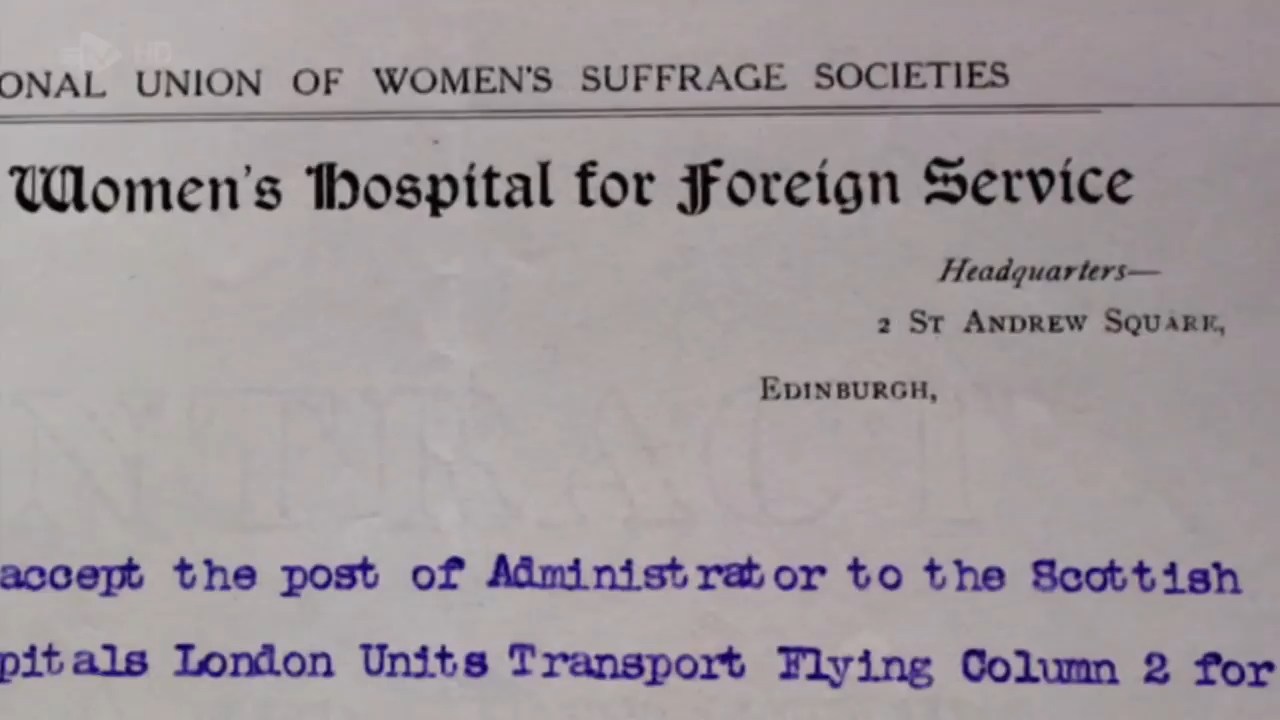 HD
ONAL UNION OF WOMEN'S SUFFRAGE SOCIETIES
Women's Hospital for Foreign Service
Headquarters—
2 ST ANDREW SQUARE,
EDINBURGH,
accept the post of Administrator to the Scottish
pitals London Units Transport Flying Column 2 for